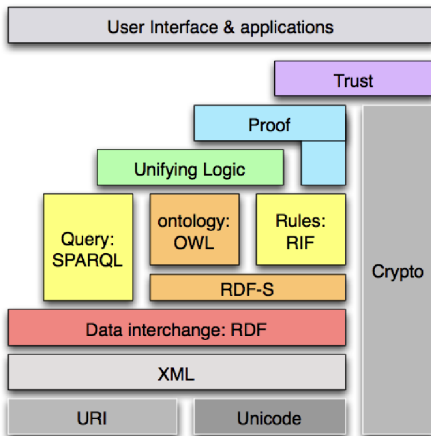 User Interface & applications
Trust
Proof
Unifying Logic
Query:
SPARQL
ontology:
OWL
Rules:
RIF
Crypto
RDF-S
Data interchange: RDF
XML
URI
Unicode